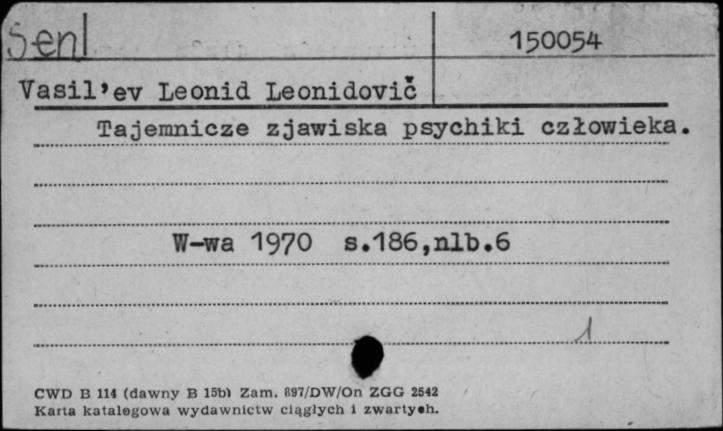 Senl
150054
Vasil'ev Leonid Leonidovič
Tajemnicze zjawiska psychiki człowieka.
W-wa 1970 s.186,nlb.6
1
CWD B 114 (dawny B 15b) Zam. 897/DW/On ZGG 2542
Karta katalogowa wydawnictw ciągłych i zwartych.